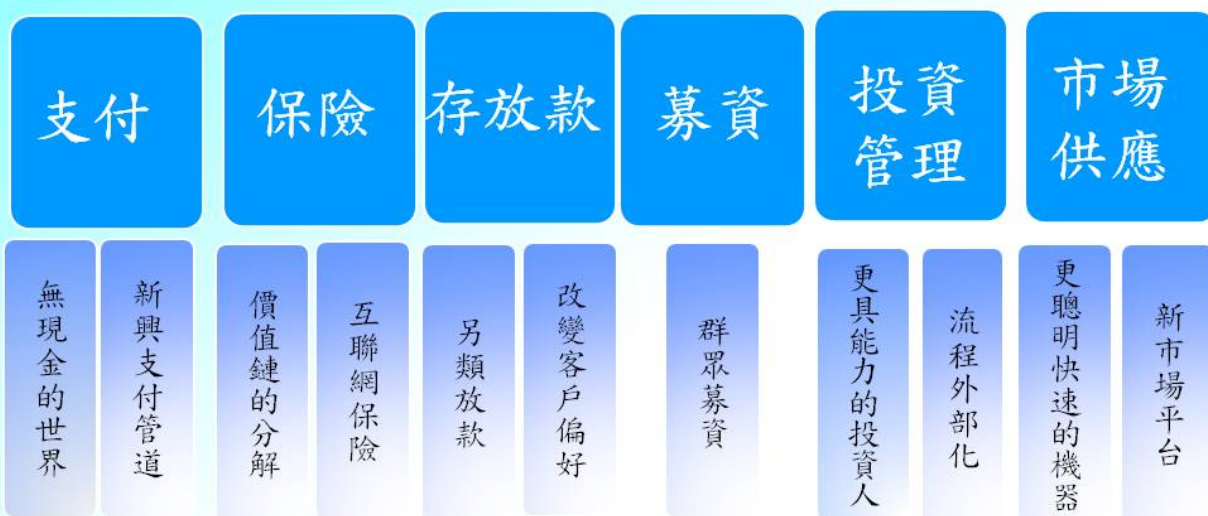 支付
保險
存放款
募資
投資
管理
市場
供應
無現金的世界
新興支付管道
價值鏈的分解
互聯網保險
另類放款
改變客戶偏好
群眾募資
更具能力的投資人
流程外部化
更聰明快速的機器
新市場平台